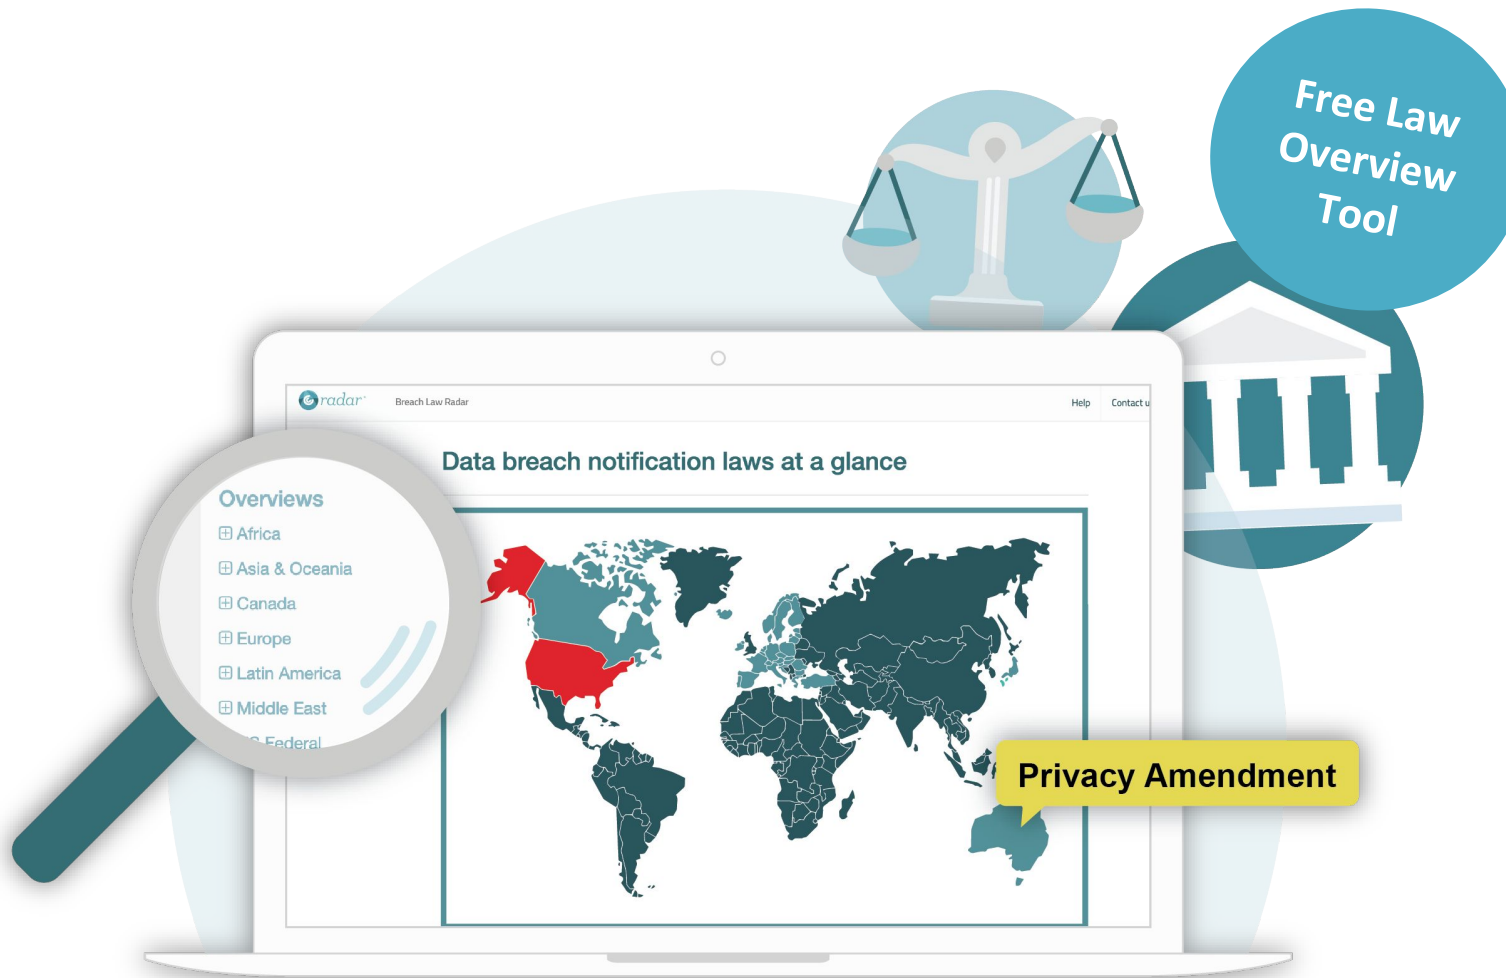 Free Law
Overview
Tool
radar
Breach Law Radar
Help
Contact u
Data breach notification laws at a glance
Overviews
Africa
Asia & Oceania
Canada
Europe
Latin America
Middle East
Federal
Privacy Amendment